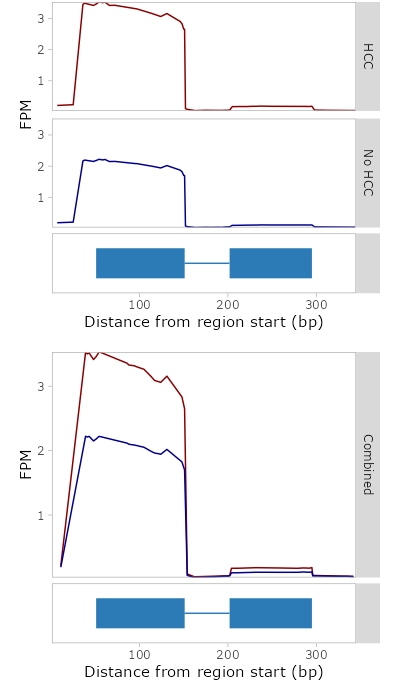 3
2
1
HCC
FPM
3
2
1
No HCC
100 200 300
Distance from region start (bp)
3
2
1
FPM
Combined
100 200 300
Distance from region start (bp)